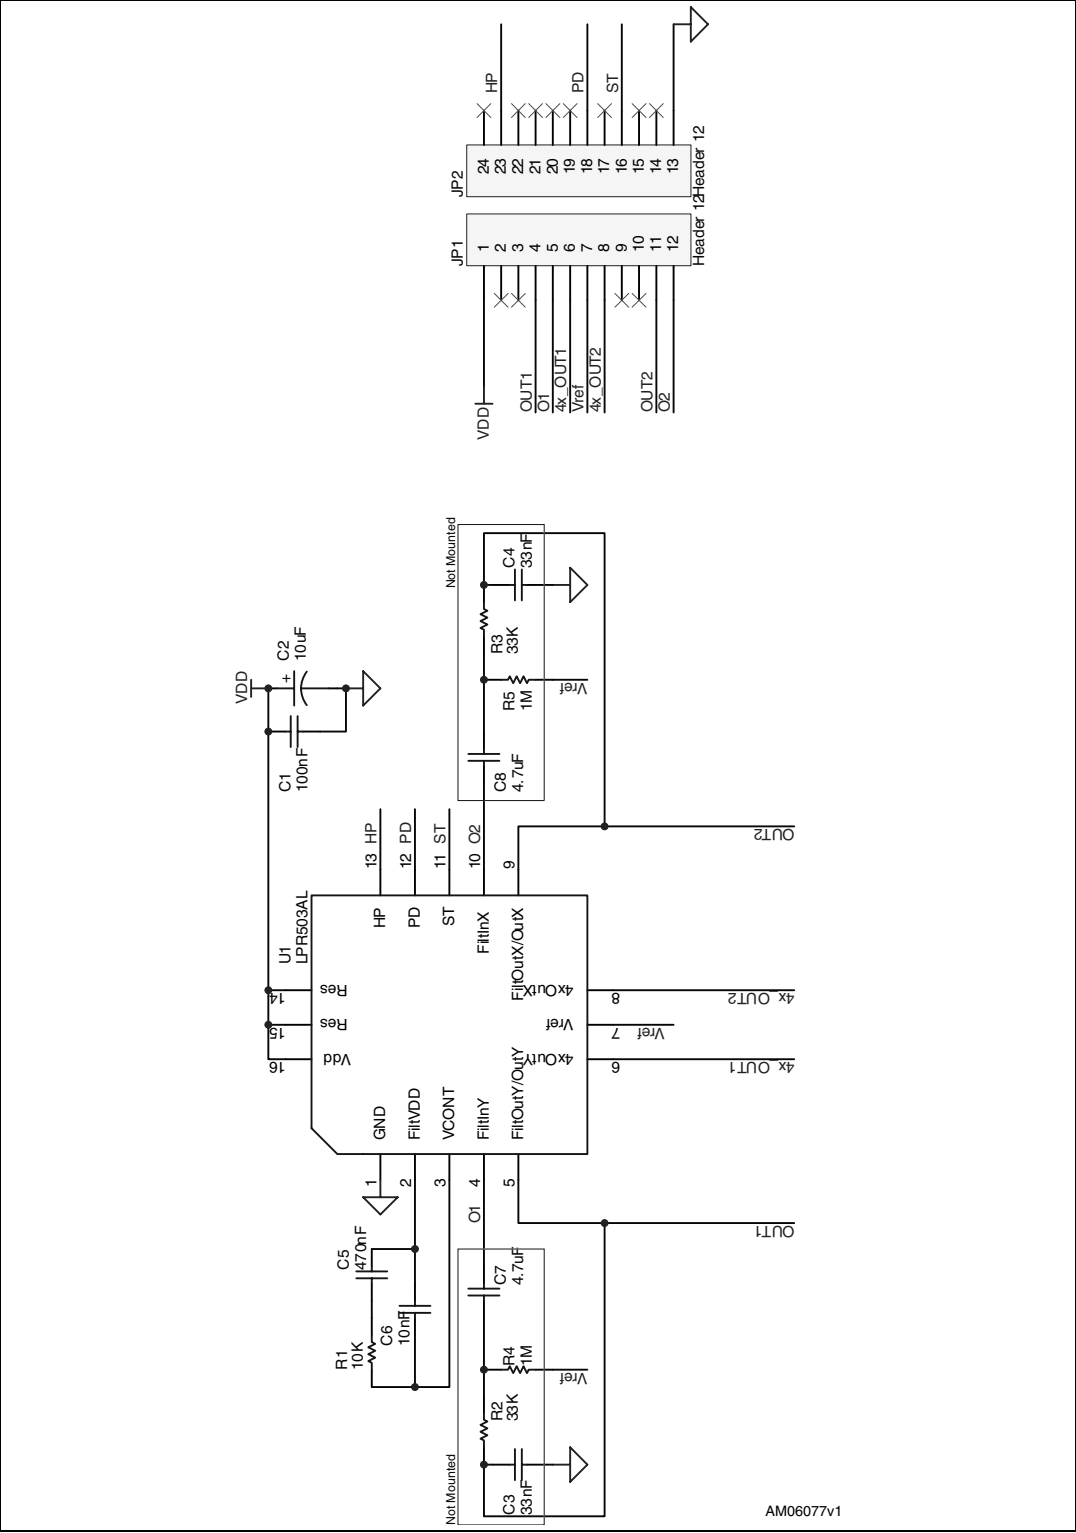 HP
PD
ST
24
23
22
21
20
19
18
17
16
15
14
13
JP2
Header 12
JP1
1
2
3
4
5
6
7
8
9
10
11
12
Header 12
VDD
OUT1
O1
4x_OUT1
Vref
4x_OUT2
OUT2
O2
Not Mounted
C4
33nF
R3
33K
R5
1M
Vref
C8
4.7uF
VDD
C2
10uF
+
C1
100nF
13 HP
12 PD
11 ST
10 O2
9
OUT2
U1
LPR503AL
HP
PD
ST
FiltInX
FiltOutX/OutX
14
Res
15
Res
16
Vdd
4xOutX
8
4x_OUT2
Vref
7
Vref
4xOutY
6
4x_OUT1
GND
FiltVDD
VCONT
FiltInY
FiltOutY/OutY
1
2
3
4
5
O1
OUT1
C5
470nF
C6
10nF
R1
10K
C7
4.7uF
R4
1M
Vref
R2
33K
C3
33nF
Not Mounted
AM06077v1